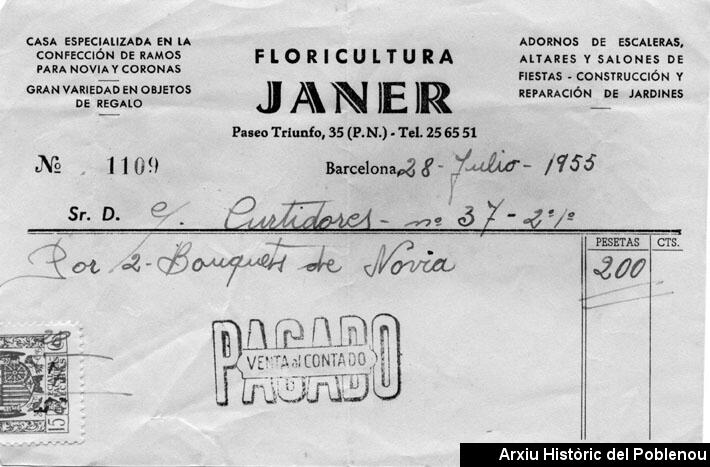 CASA ESPECIALIZADA EN LA
CONFECCIÓN DE RAMOS
PARA NOVIA Y CORONAS
GRAN VARIEDAD EN OBJETOS
DE REGALO
FLORICULTURA
JANER
Paseo Triunfo, 35 (P.N.) - Tel. 25 65 51
ADORNOS DE ESCALERAS,
ALTARES Y SALONES DE
FIESTAS - CONSTRUCCIÓN Y
REPARACIÓN DE JARDINES
Nº 1109
Barcelona, 28 - Julio - 1955
Sr. D. c/. Curtidores - nº 37 - 2º 1º
PESETAS CTS.
Por 2 - Bouquets de Novia 200
PAGADO
VENTA al CONTADO
15
Arxiu Històric del Poblenou